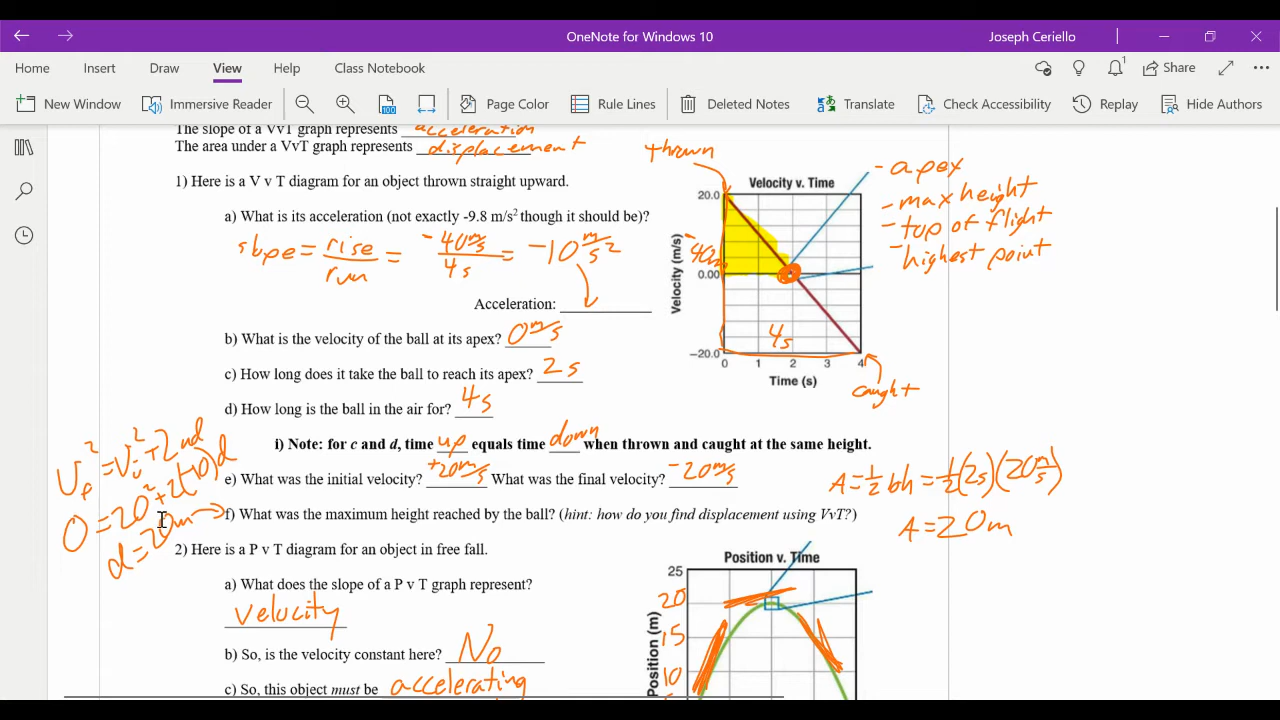 OneNote for Windows 10
Joseph Ceriello
Home Insert Draw View Help Class Notebook Share
New Window Immersive Reader Page Color Rule Lines Deleted Notes Translate Check Accessibility Replay Hide Authors
The slope of a VvT graph represents acceleration
The area under a VvT graph represents displacement
1) Here is a V v T diagram for an object thrown straight upward.
a) What is its acceleration (not exactly -9.8 m/s² though it should be)?
slope = rise/run = -40m/s / 4s = -10 m/s²
Acceleration:
b) What is the velocity of the ball at its apex? 0 m/s
c) How long does it take the ball to reach its apex? 2s
d) How long is the ball in the air for? 4s
i) Note: for c and d, time up equals time down when thrown and caught at the same height.
e) What was the initial velocity? +20m/s What was the final velocity? -20m/s
f) What was the maximum height reached by the ball? (hint: how do you find displacement using VvT?)
Vf² = Vi² + 2ad
0 = 20² + 2(-10)d
d = 20m
2) Here is a P v T diagram for an object in free fall.
a) What does the slope of a P v T graph represent?
velocity
b) So, is the velocity constant here? No
c) So, this object must be accelerating
thrown
Velocity v. Time
20.0
0.00
-20.0
Velocity (m/s)
4s
0 1 2 3 4
Time (s)
caught
- apex
- max height
- top of flight
- highest point
A = ½ bh = ½ (2s)(20 m/s)
A = 20m
Position v. Time
25
20
15
10
Position (m)